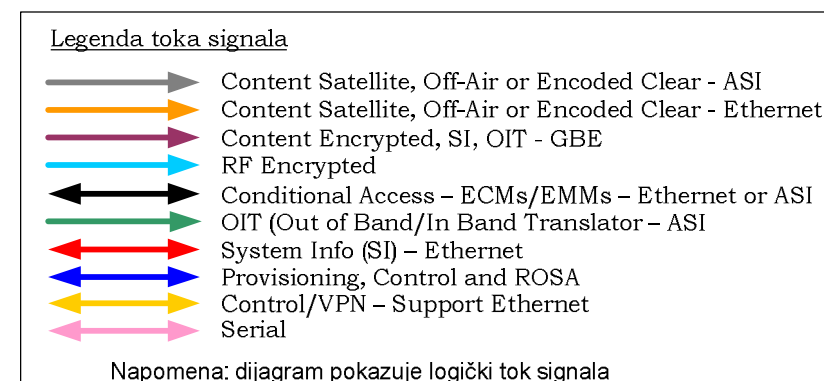 Legenda toka signala
Content Satellite, Off-Air or Encoded Clear - ASI
Content Satellite, Off-Air or Encoded Clear - Ethernet
Content Encrypted, SI, OIT - GBE
RF Encrypted
Conditional Access – ECMs/EMMs – Ethernet or ASI
OIT (Out of Band/In Band Translator – ASI
System Info (SI) – Ethernet
Provisioning, Control and ROSA
Control/VPN – Support Ethernet
Serial
Napomena: dijagram pokazuje logički tok signala